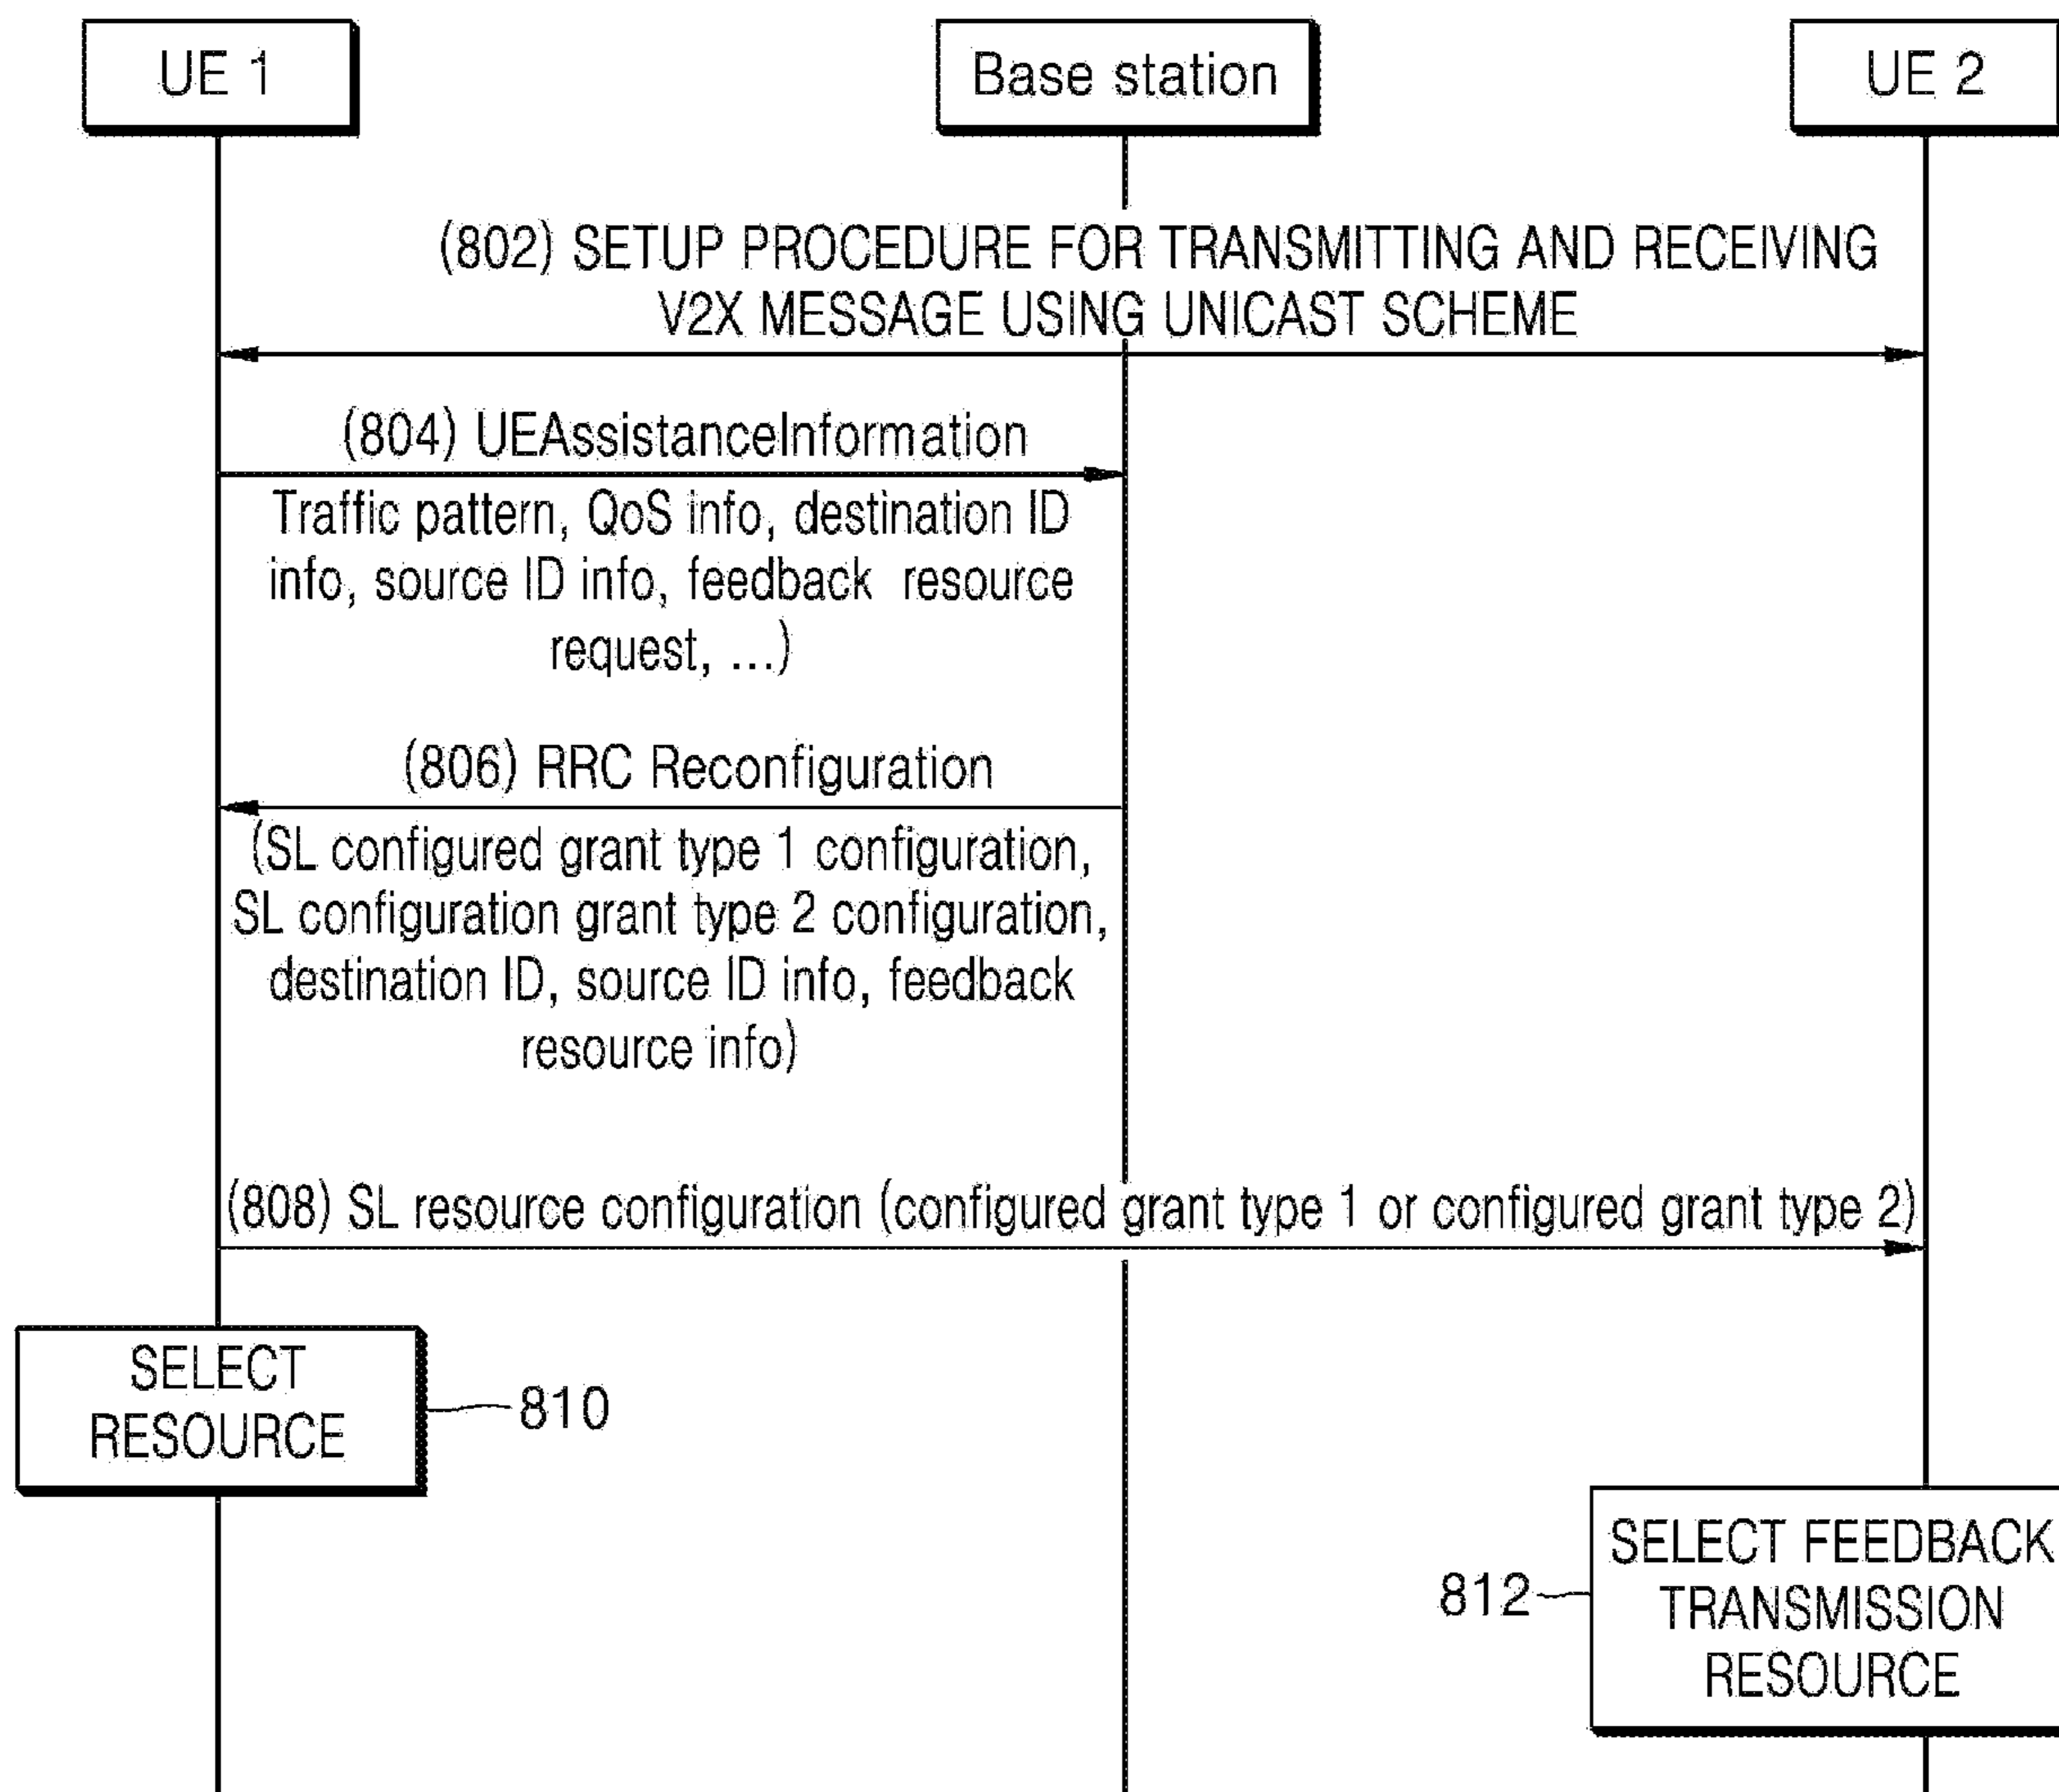 UE 1
Base station
UE 2
(802) SETUP PROCEDURE FOR TRANSMITTING AND RECEIVING
V2X MESSAGE USING UNICAST SCHEME
(804) UEAssistanceInformation
Traffic pattern, QoS info, destination ID
info, source ID info, feedback resource
request, ...)
(806) RRC Reconfiguration
(SL configured grant type 1 configuration,
SL configuration grant type 2 configuration,
destination ID, source ID info, feedback
resource info)
(808) SL resource configuration (configured grant type 1 or configured grant type 2)
SELECT
RESOURCE
810
812
SELECT FEEDBACK
TRANSMISSION
RESOURCE